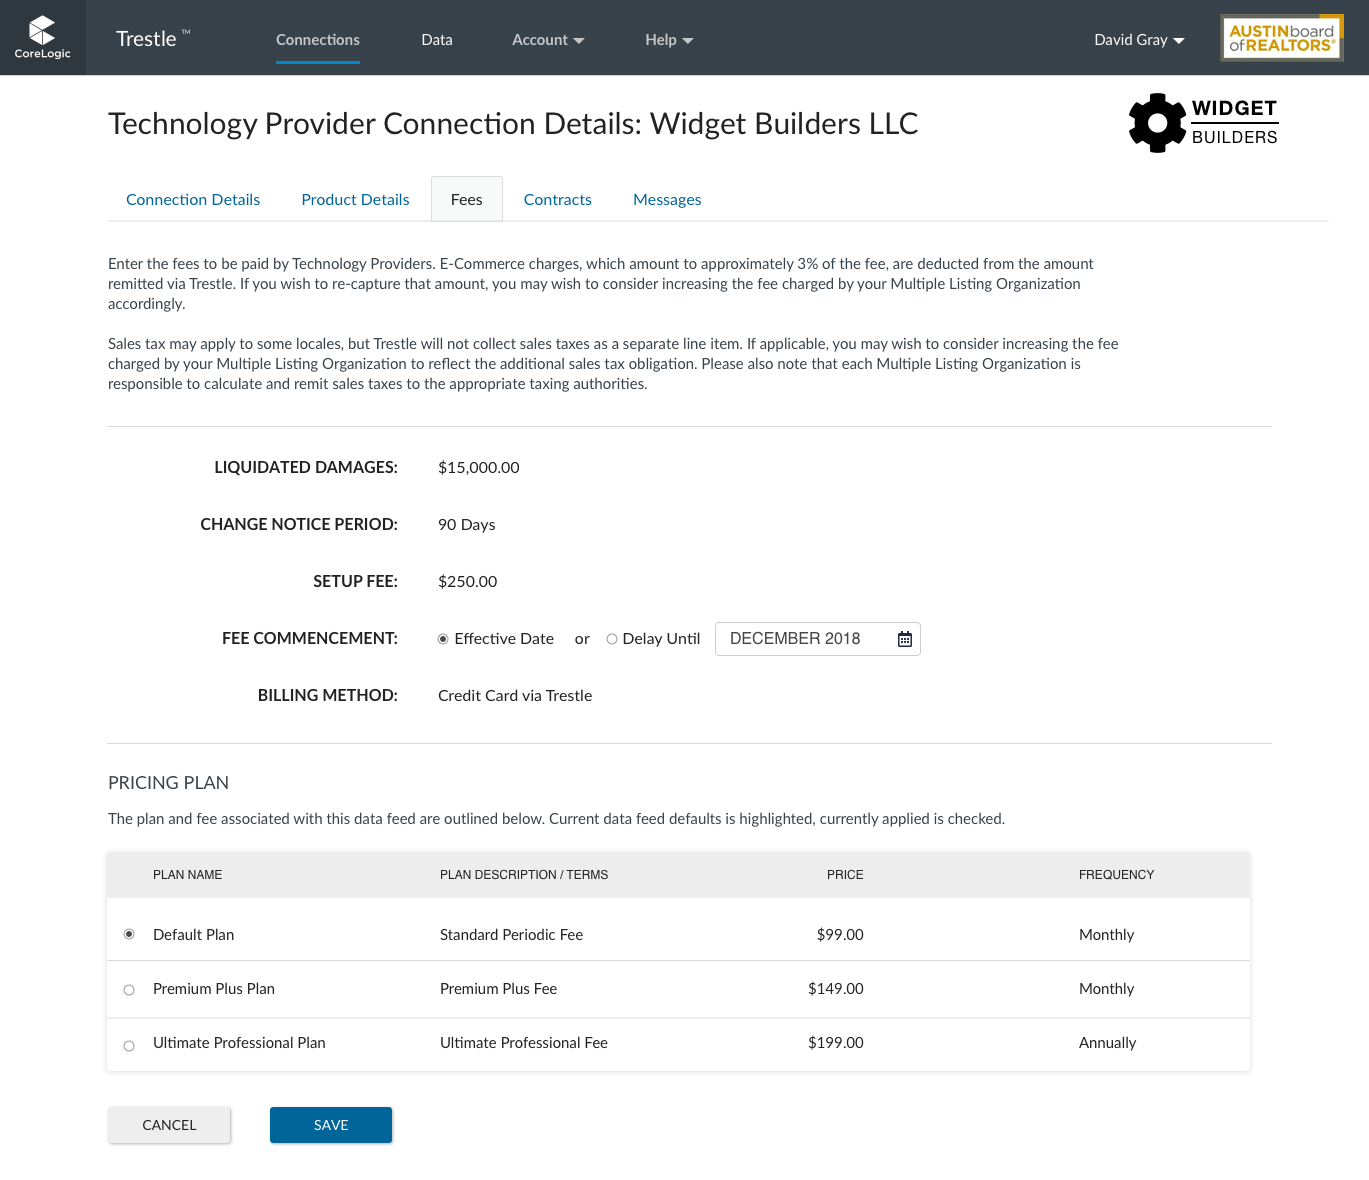 CoreLogic
Trestle ™
Connections
Data
Account
Help
David Gray
AUSTINboard
ofREALTORS®
Technology Provider Connection Details: Widget Builders LLC
WIDGET
BUILDERS
Connection Details
Product Details
Fees
Contracts
Messages
Enter the fees to be paid by Technology Providers. E-Commerce charges, which amount to approximately 3% of the fee, are deducted from the amount
remitted via Trestle. If you wish to re-capture that amount, you may wish to consider increasing the fee charged by your Multiple Listing Organization
accordingly.
Sales tax may apply to some locales, but Trestle will not collect sales taxes as a separate line item. If applicable, you may wish to consider increasing the fee
charged by your Multiple Listing Organization to reflect the additional sales tax obligation. Please also note that each Multiple Listing Organization is
responsible to calculate and remit sales taxes to the appropriate taxing authorities.
LIQUIDATED DAMAGES: $15,000.00
CHANGE NOTICE PERIOD: 90 Days
SETUP FEE: $250.00
FEE COMMENCEMENT: Effective Date or Delay Until DECEMBER 2018
BILLING METHOD: Credit Card via Trestle
PRICING PLAN
The plan and fee associated with this data feed are outlined below. Current data feed defaults is highlighted, currently applied is checked.
PLAN NAME PLAN DESCRIPTION / TERMS PRICE FREQUENCY
Default Plan Standard Periodic Fee $99.00 Monthly
Premium Plus Plan Premium Plus Fee $149.00 Monthly
Ultimate Professional Plan Ultimate Professional Fee $199.00 Annually
CANCEL SAVE